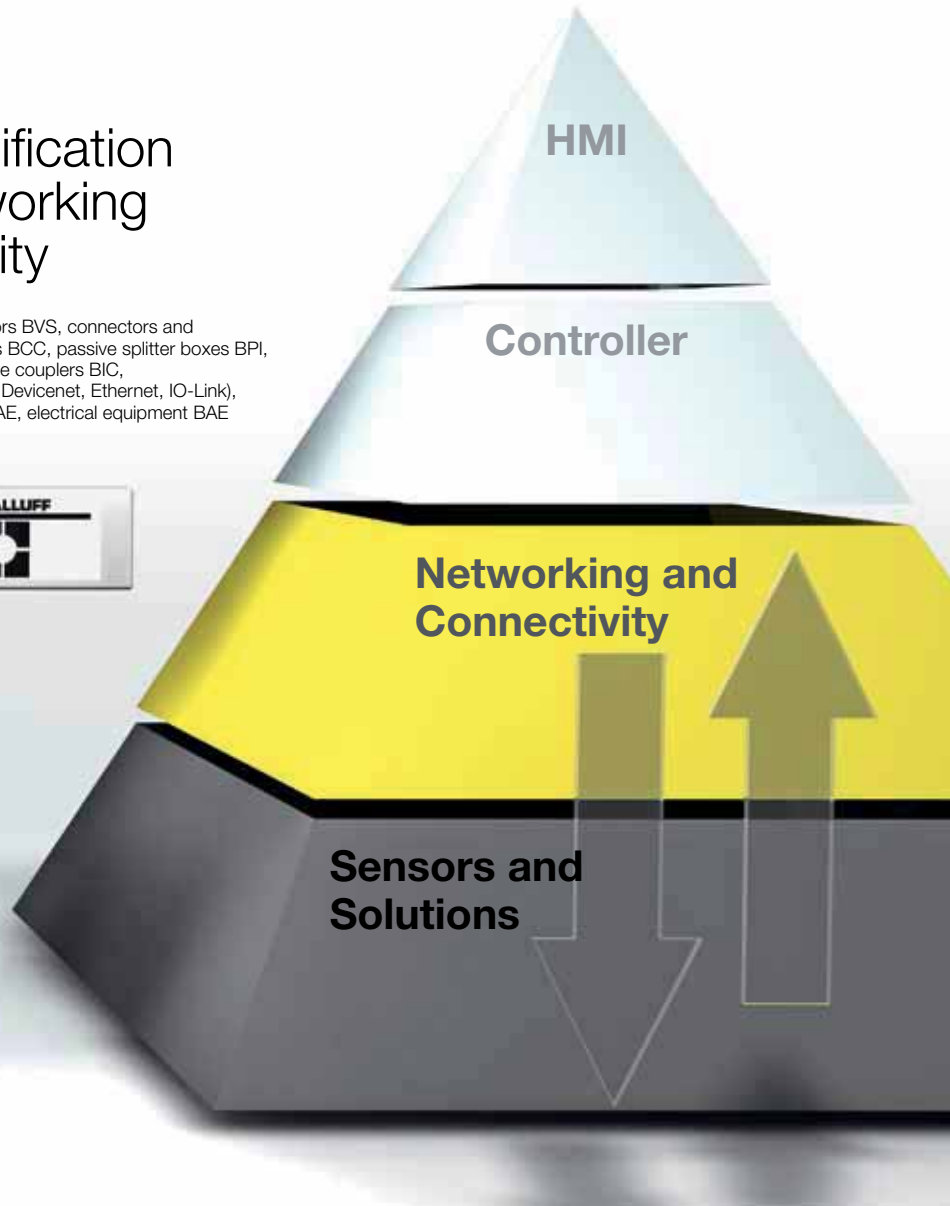 ification
working
ity
ors BVS, connectors and
s BCC, passive splitter boxes BPI,
e couplers BIC,
Devicenet, Ethernet, IO-Link),
AE, electrical equipment BAE
ALLUFF
HMI
Controller
Networking and
Connectivity
Sensors and
Solutions